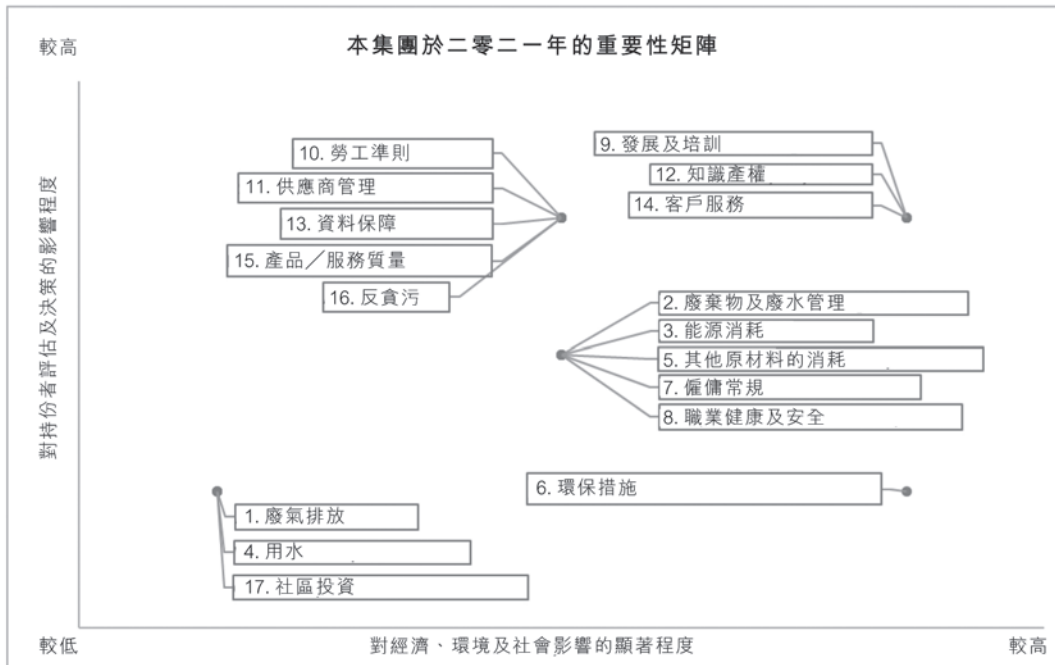 較高
本集團於二零二一年的重要性矩陣
對持份者評估及決策的影響程度
10. 勞工準則
11. 供應商管理
13. 資料保障
15. 產品／服務質量
16. 反貪污
9. 發展及培訓
12. 知識產權
14. 客戶服務
2. 廢棄物及廢水管理
3. 能源消耗
5. 其他原材料的消耗
7. 僱傭常規
8. 職業健康及安全
6. 環保措施
1. 廢氣排放
4. 用水
17. 社區投資
較低
對經濟、環境及社會影響的顯著程度
較高